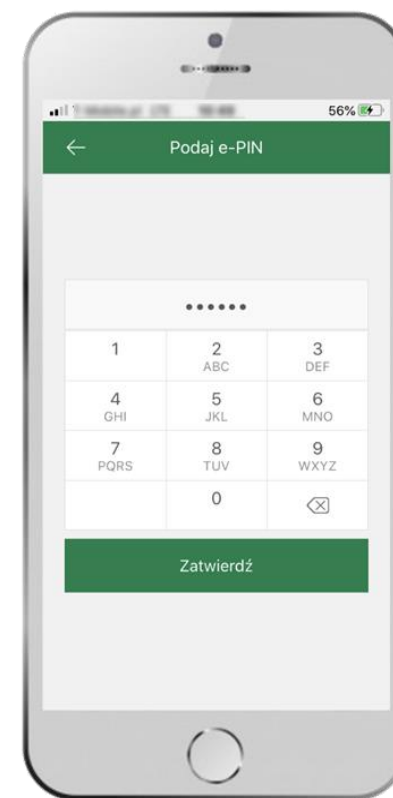 56%
Podaj e-PIN
••••••
1 2 3
ABC DEF
4 5 6
GHI JKL MNO
7 8 9
PQRS TUV WXYZ
0
Zatwierdź